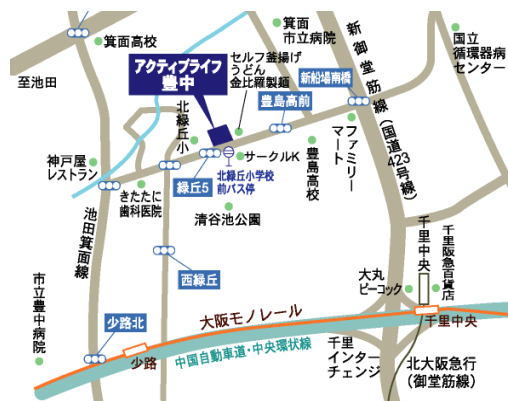 箕面高校
至池田
アクティブライフ
豊中
セルフ釜揚げ
うどん
金比羅製麺
箕面
市立病院
新御堂筋線(国道423号線)
国立
循環器病
センター
新船場南橋
豊島高前
北緑丘小
神戸屋
レストラン
きたたに
歯科医院
緑丘5
北緑丘小学校
前バス停
サークルK
豊島高校
ファミリー
マート
清谷池公園
池田箕面線
西緑丘
市立豊中病院
少路北
少路
大阪モノレール
中国自動車道・中央環状線
大丸
ピーコック
千里中央
千里阪急百貨店
千里中央
千里
インター
チェンジ
北大阪急行
(御堂筋線)